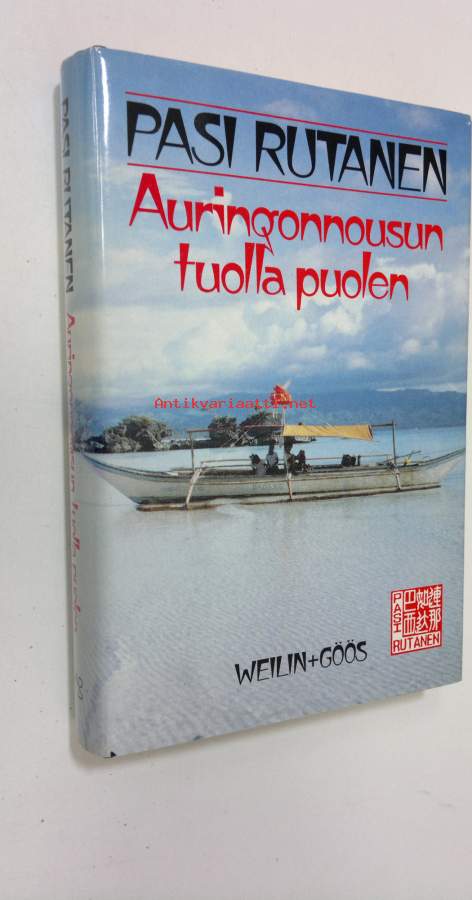 PASI RUTANEN
Auringonnousun
tuolla puolen
Antikvariaatti.net
PASI
RUTANEN
WEILIN+GÖÖS
PASI RUTANEN Auringonnousun tuolla puolen